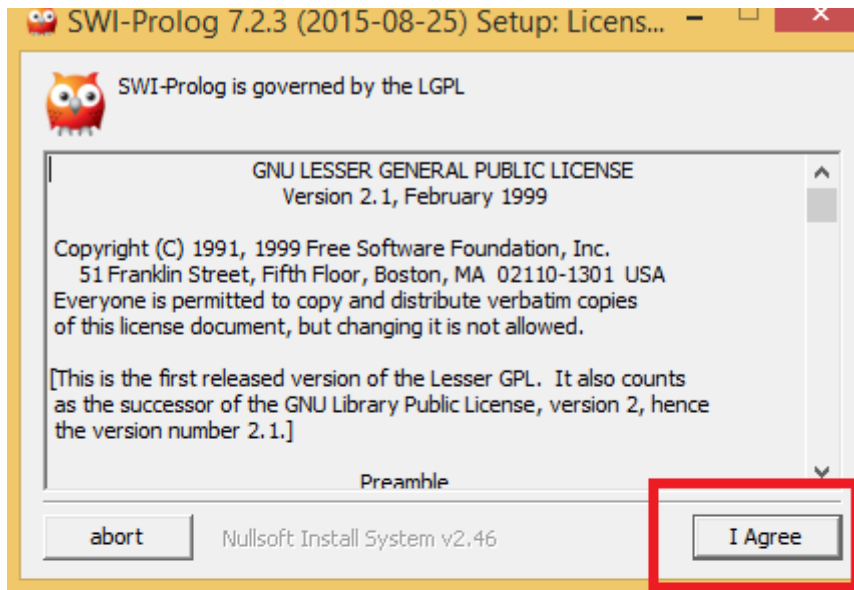 SWI-Prolog 7.2.3 (2015-08-25) Setup: Licens...
SWI-Prolog is governed by the LGPL
GNU LESSER GENERAL PUBLIC LICENSE
Version 2.1, February 1999
Copyright (C) 1991, 1999 Free Software Foundation, Inc.
51 Franklin Street, Fifth Floor, Boston, MA 02110-1301 USA
Everyone is permitted to copy and distribute verbatim copies
of this license document, but changing it is not allowed.
[This is the first released version of the Lesser GPL. It also counts
as the successor of the GNU Library Public License, version 2, hence
the version number 2.1.]
Preamble
abort
Nullsoft Install System v2.46
I Agree